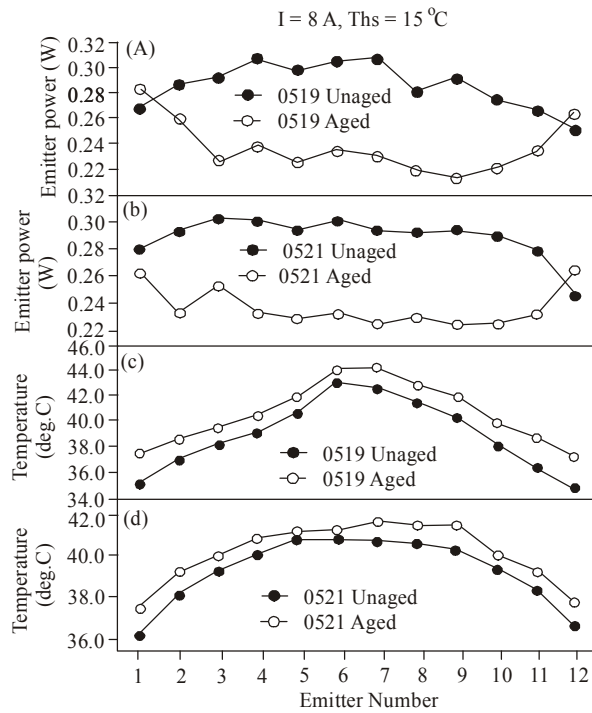 I = 8 A, Ths = 15 °C
(A)
Emitter power (W)
0.32
0.30
0.28
0.26
0.24
0.22
0.32
0519 Unaged
0519 Aged
(b)
Emitter power
(W)
0.30
0.28
0.26
0.24
0.22
0521 Unaged
0521 Aged
(c)
Temperature
(deg.C)
46.0
44.0
42.0
40.0
38.0
36.0
34.0
0519 Unaged
0519 Aged
(d)
Temperature
(deg.C)
42.0
40.0
38.0
36.0
0521 Unaged
0521 Aged
1 2 3 4 5 6 7 8 9 10 11 12
Emitter Number